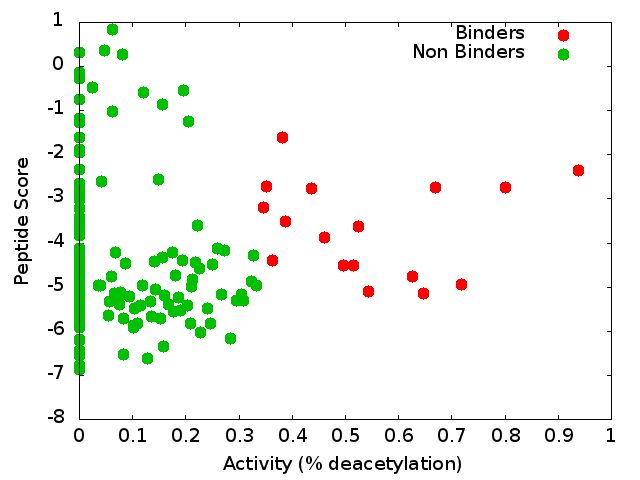 Binders
Non Binders
1
0
-1
-2
-3
-4
-5
-6
-7
-8
Peptide Score
0 0.1 0.2 0.3 0.4 0.5 0.6 0.7 0.8 0.9 1
Activity (% deacetylation)